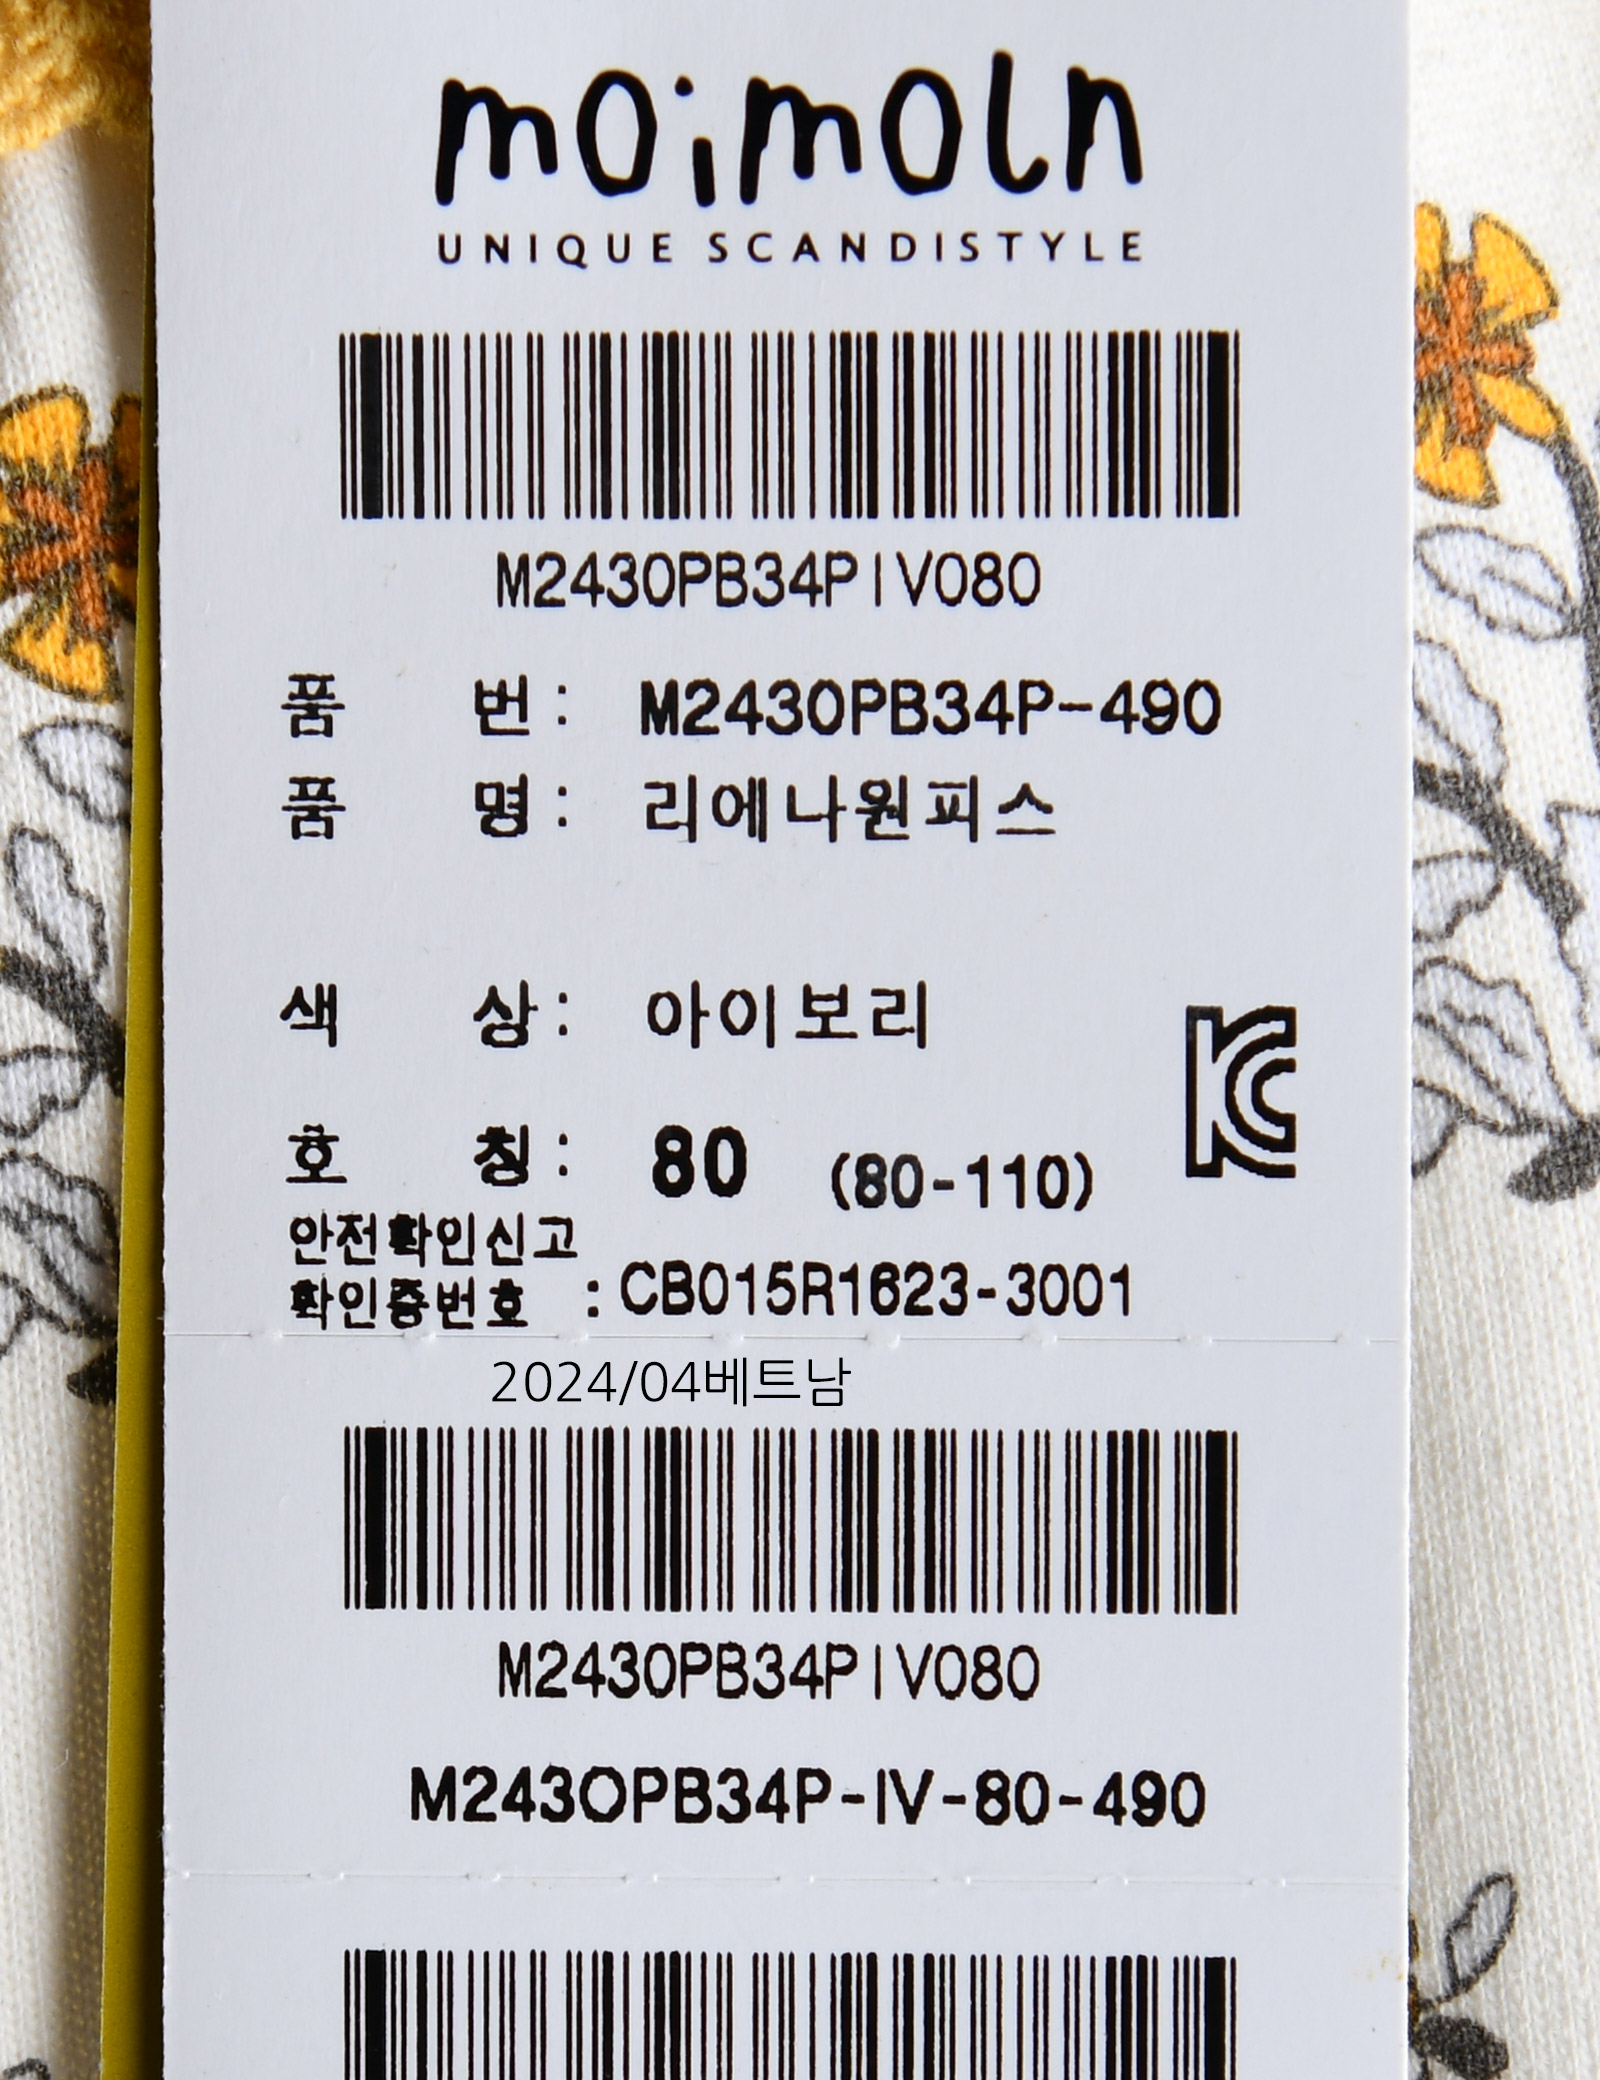 moimoln
UNIQUE SCANDISTYLE
M2430PB34PIV080
품 번 : M2430PB34P-490
품 명 : 리에나원피스
색 상 : 아이보리
호 칭 : 80 (80-110)
안전확인신고
확인증번호 : CB015R1623-3001
2024/04베트남
M2430PB34PIV080
M243OPB34P-IV-80-490